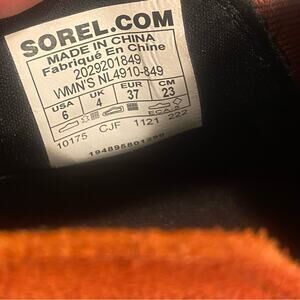 SOREL.COM
MADE IN CHINA
Fabriqué En Chine
2029201849
WMN'S NL4910-849
USA UK EUR CM
6 4 37 23
10175 CJF 1121 222